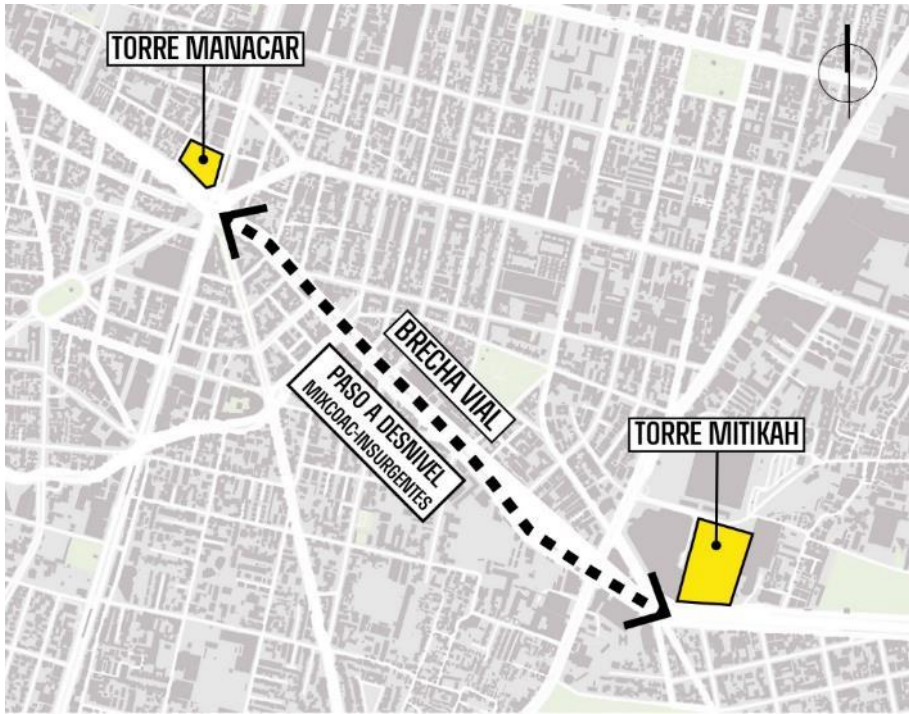 TORRE MANACAR
BRECHA VIAL
PASO A DESNIVEL
MIXCOAC-INSURGENTES
TORRE MITIKAH